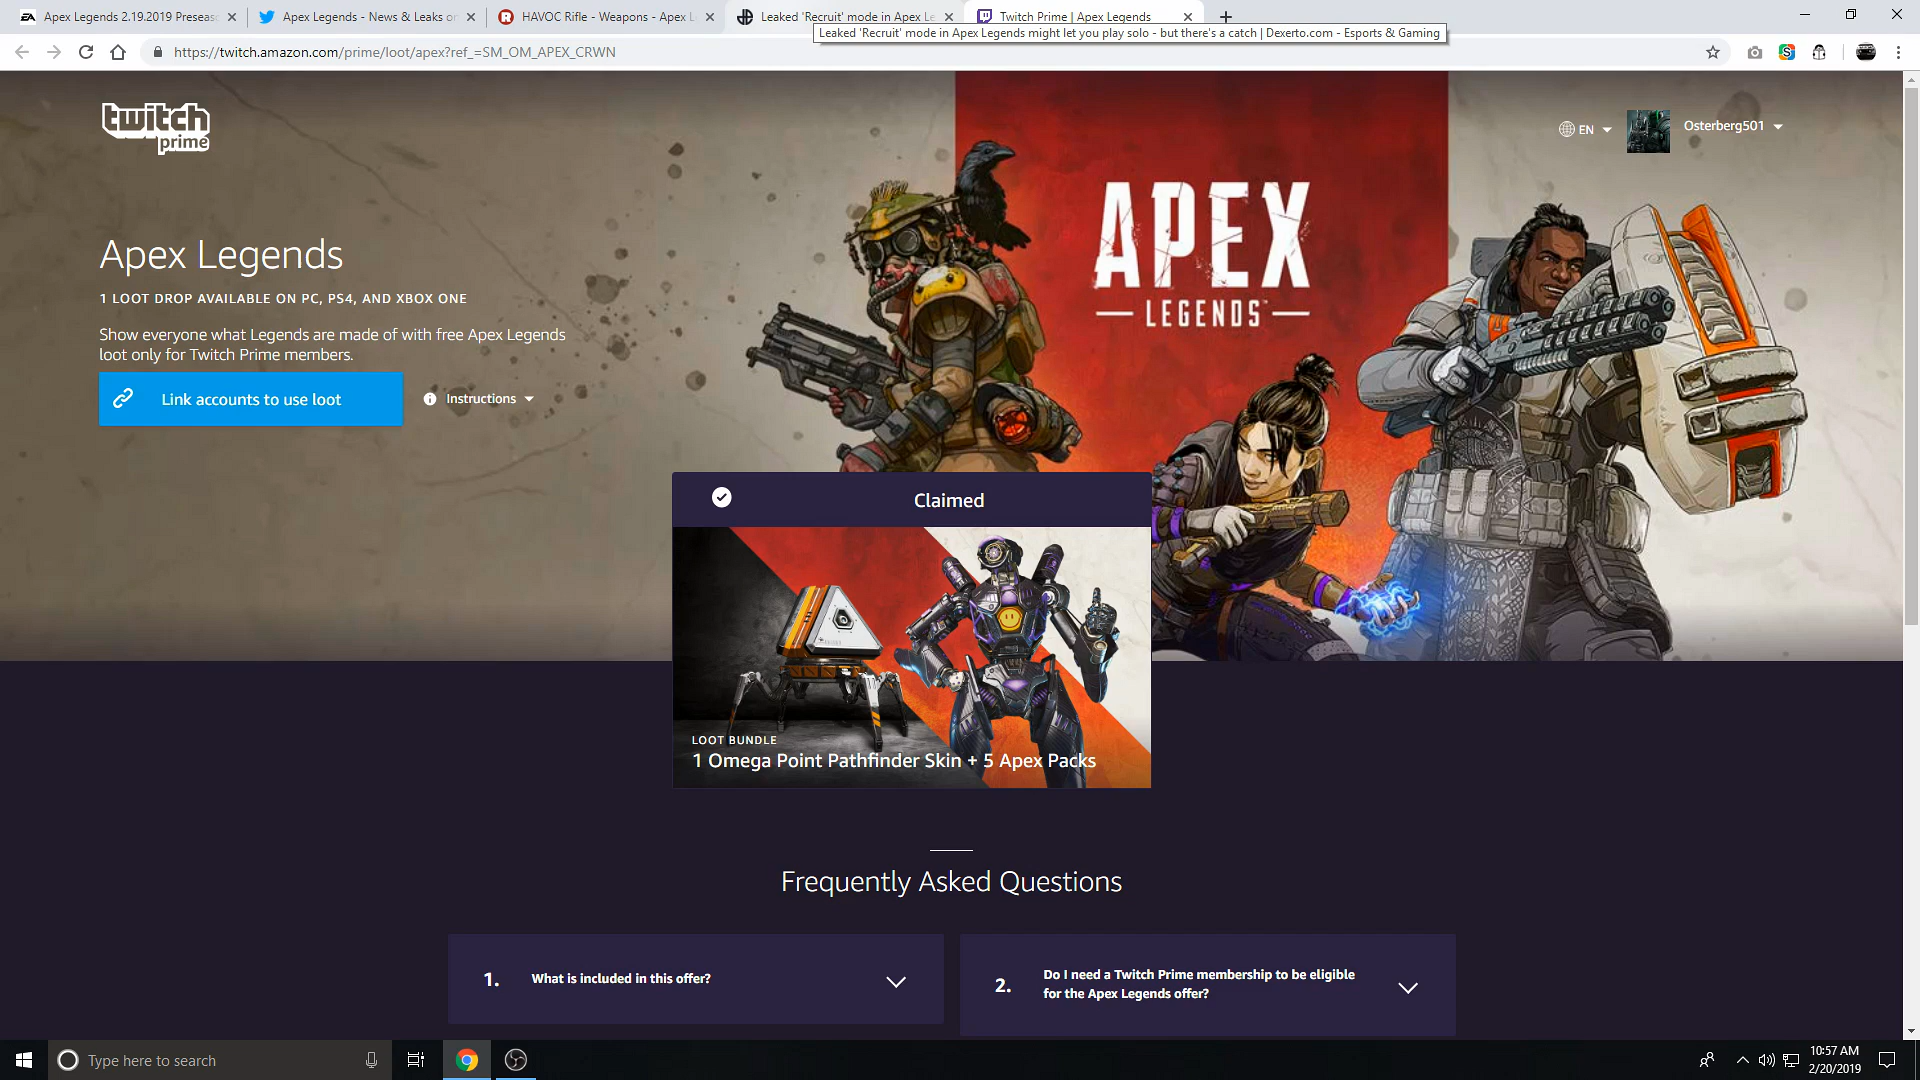 Apex Legends 2.19.2019 Preseas
Apex Legends - News & Leaks on
HAVOC Rifle - Weapons - Apex L
Leaked 'Recruit' mode in Apex Le
Twitch Prime | Apex Legends
Leaked 'Recruit' mode in Apex Legends might let you play solo - but there's a catch | Dexerto.com - Esports & Gaming
https://twitch.amazon.com/prime/loot/apex?ref_=SM_OM_APEX_CRWN
twitch
prime
EN
Osterberg501
APEX
LEGENDS
Apex Legends
1 LOOT DROP AVAILABLE ON PC, PS4, AND XBOX ONE
Show everyone what Legends are made of with free Apex Legends
loot only for Twitch Prime members.
Link accounts to use loot
Instructions
Claimed
LOOT BUNDLE
1 Omega Point Pathfinder Skin + 5 Apex Packs
Frequently Asked Questions
1. What is included in this offer?
2. Do I need a Twitch Prime membership to be eligible
for the Apex Legends offer?
Type here to search
10:57 AM
2/20/2019